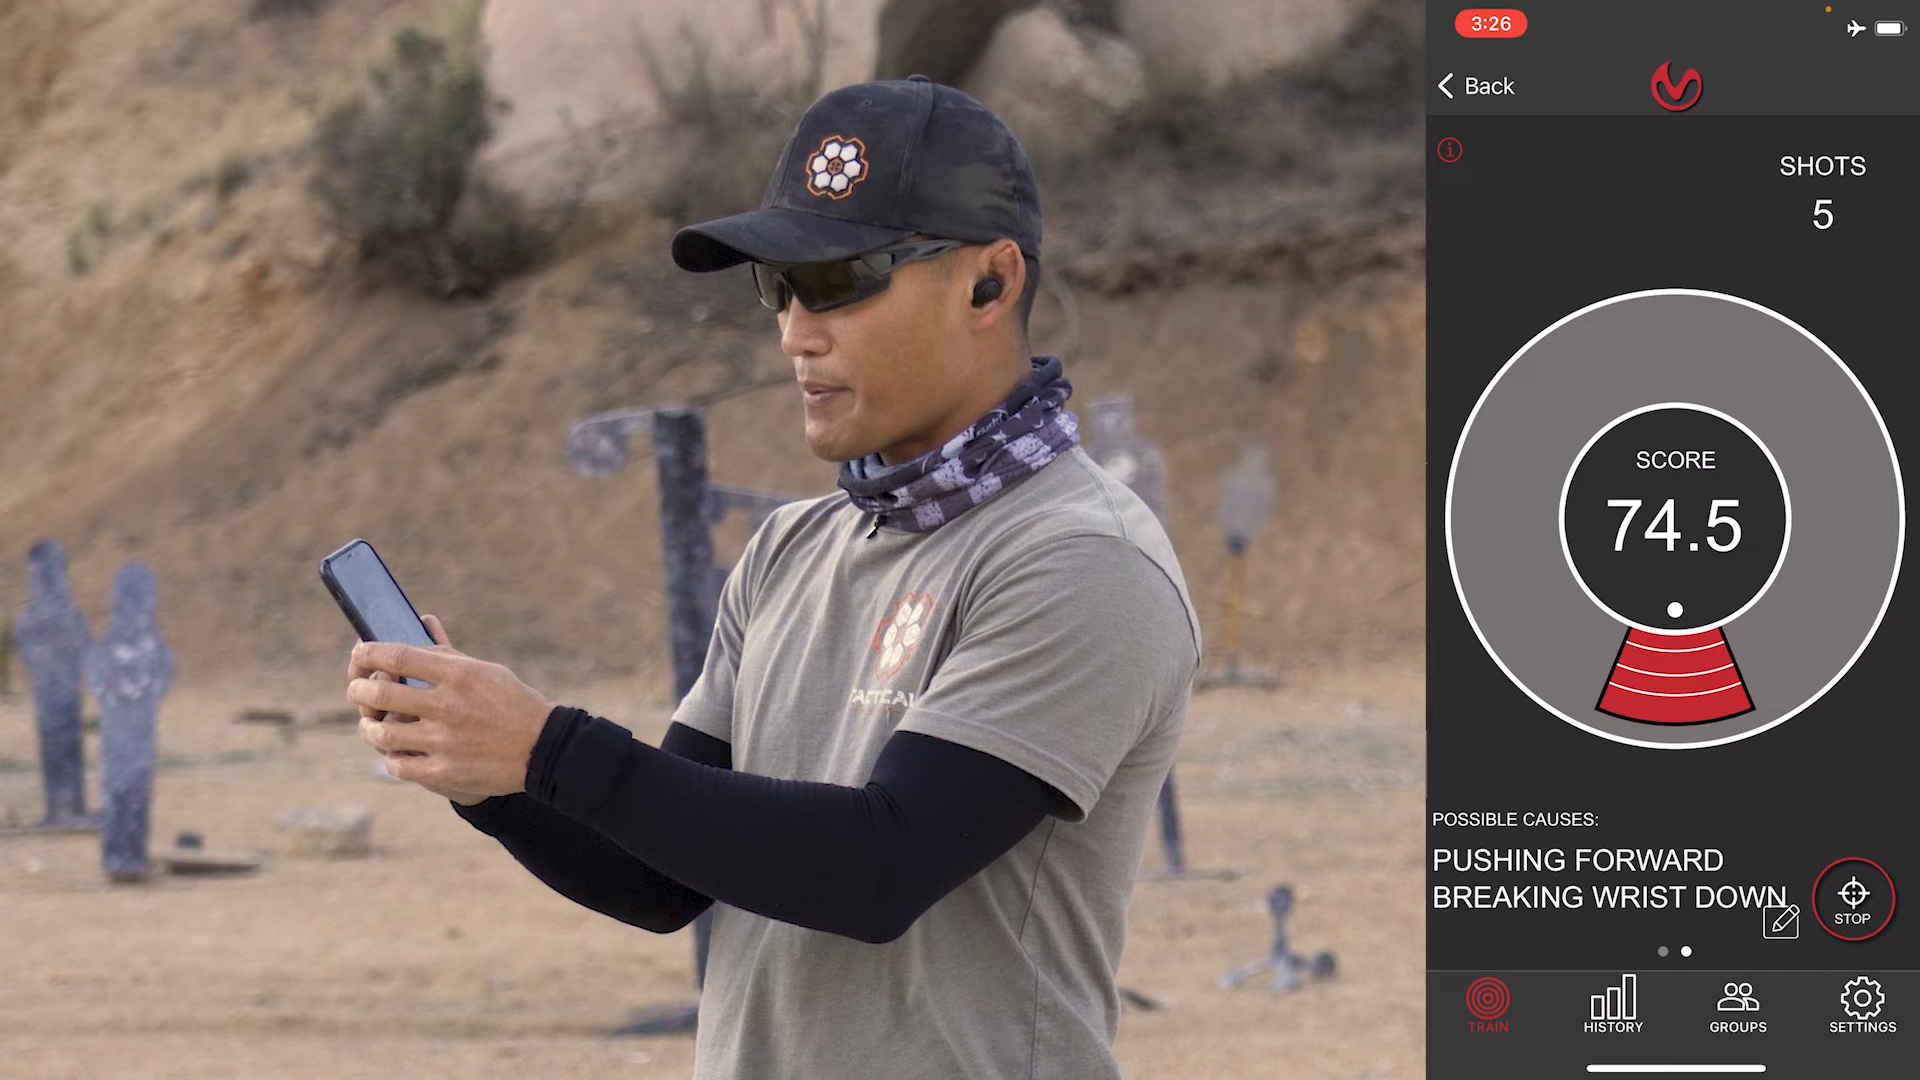 3:26
Back
SHOTS
5
SCORE
74.5
POSSIBLE CAUSES:
PUSHING FORWARD
BREAKING WRIST DOWN
STOP
TRAIN
HISTORY
GROUPS
SETTINGS
TACTICAL